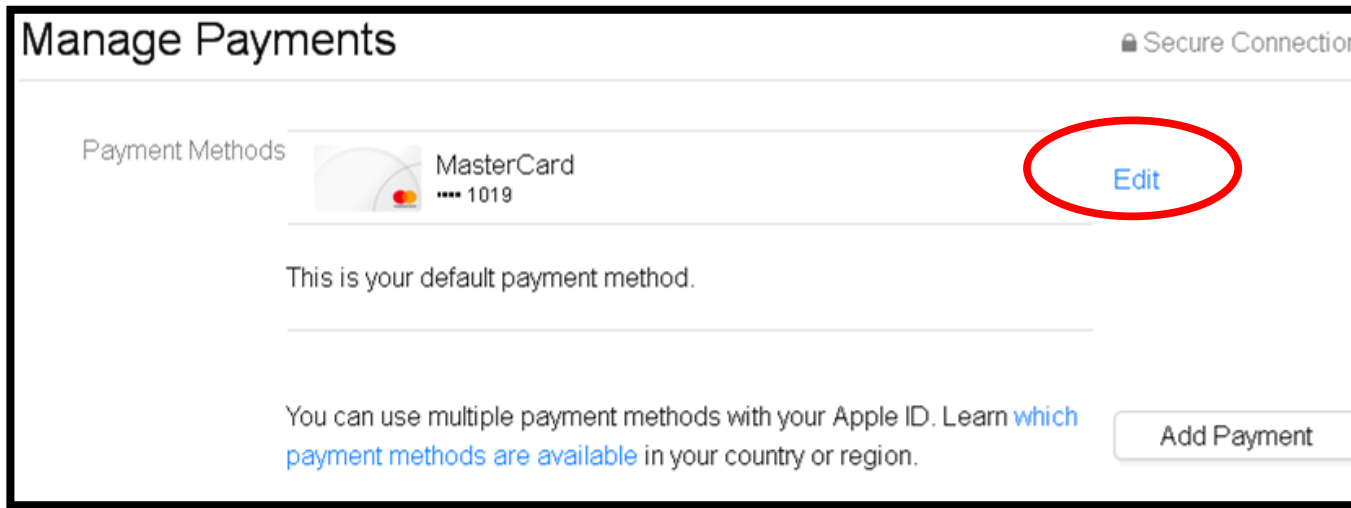 Manage Payments
Secure Connection
Payment Methods
MasterCard
•••• 1019
Edit
This is your default payment method.
You can use multiple payment methods with your Apple ID. Learn which
payment methods are available in your country or region.
Add Payment